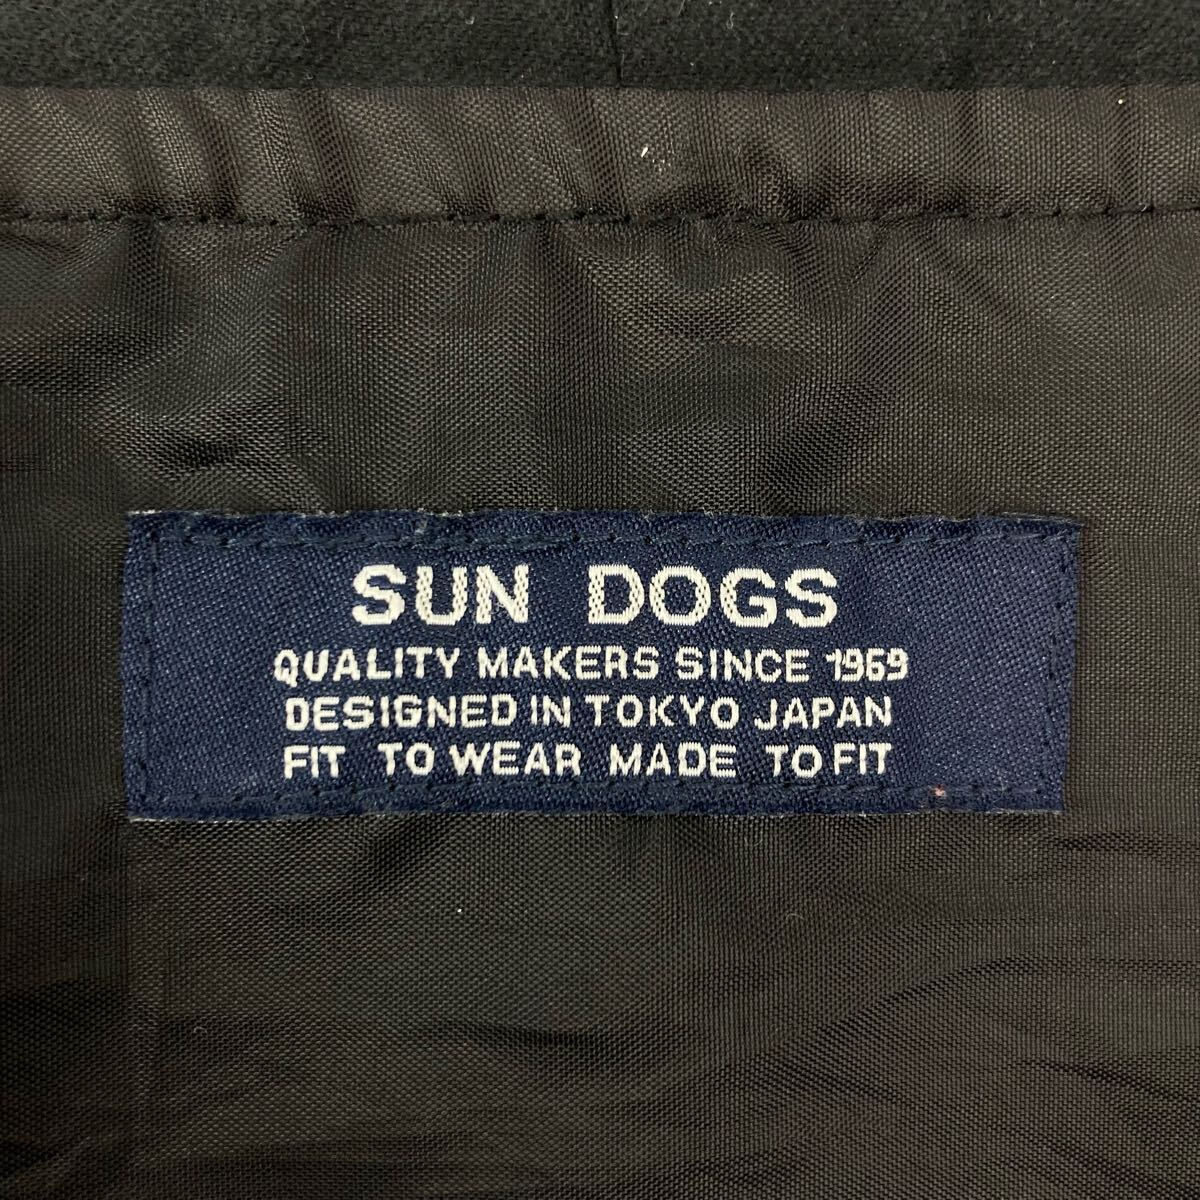 SUN DOGS
QUALITY MAKERS SINCE 1969
DESIGNED IN TOKYO JAPAN
FIT TO WEAR MADE TO FIT